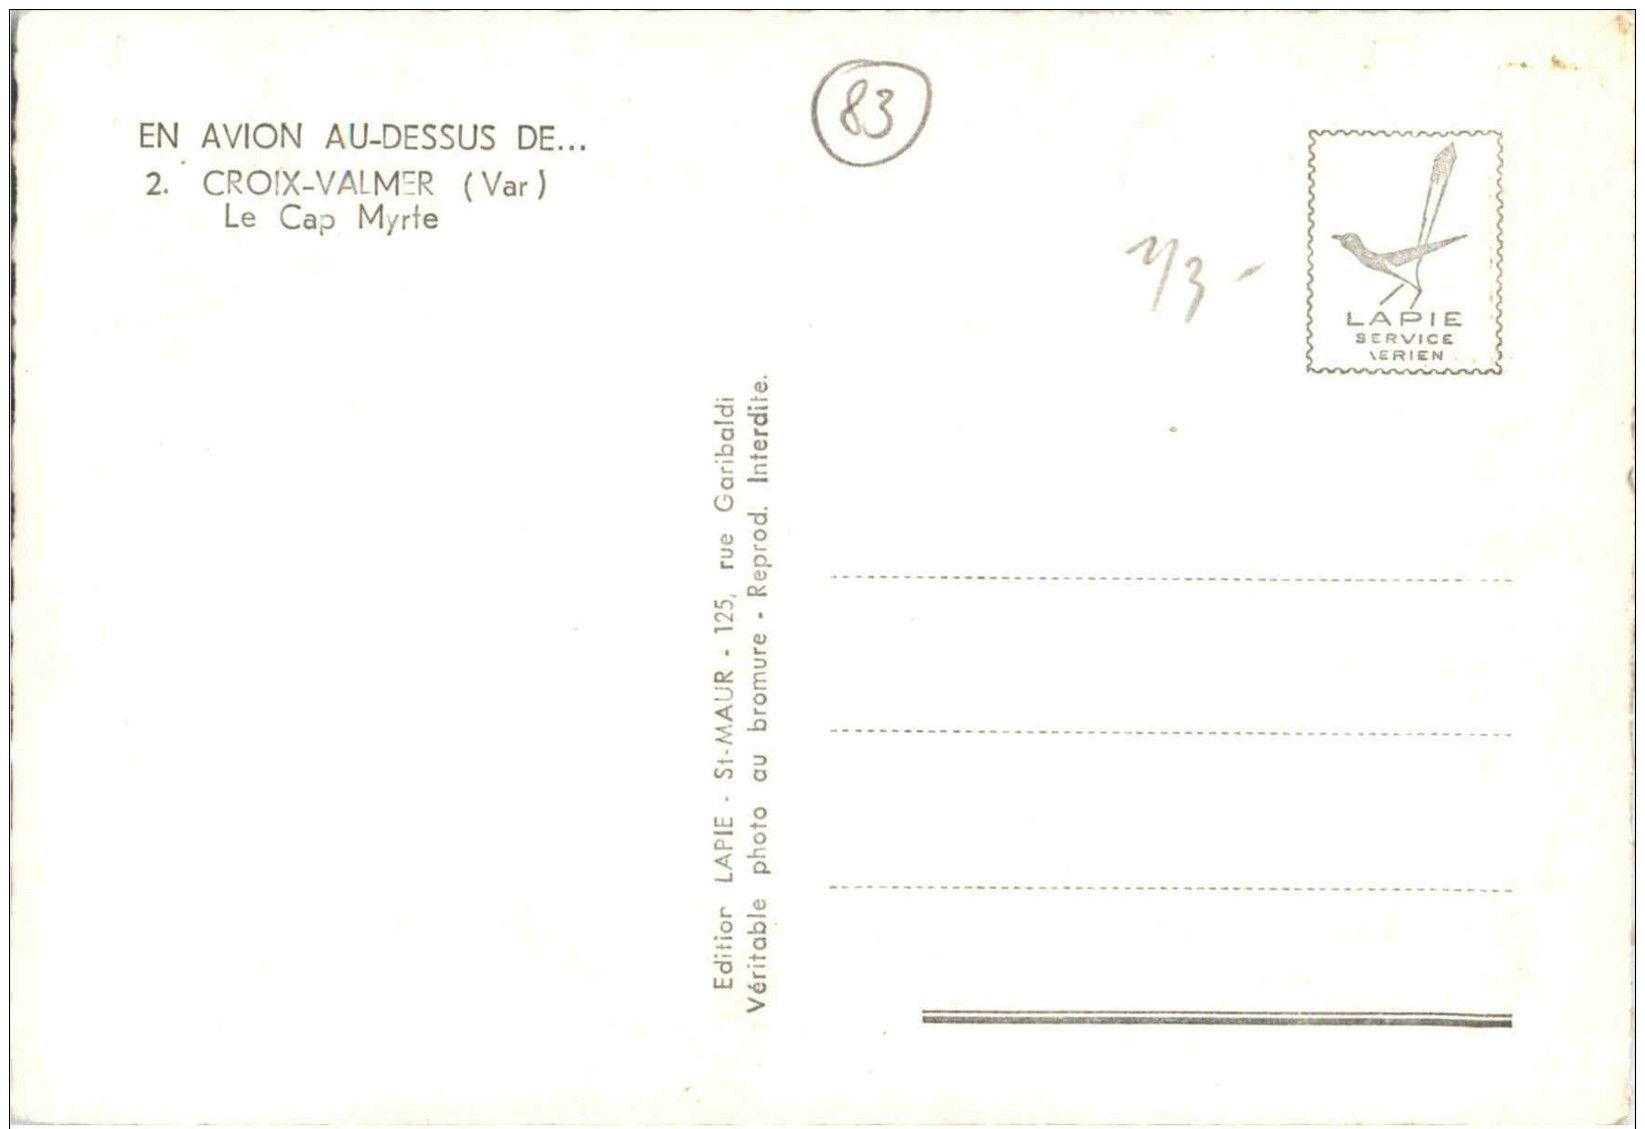 EN AVION AU-DESSUS DE...
2. CROIX-VALMER (Var)
Le Cap Myrte
83
LAPIE
SERVICE
AERIEN
Edition LAPIE - St-MAUR - 125, rue Garibaldi
Véritable photo au bromure - Reprod. Interdite.